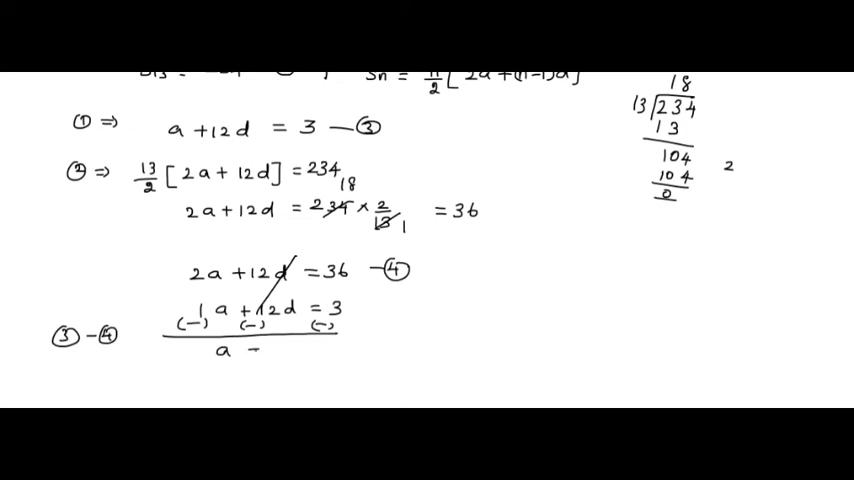 Sn = n/2 [ 2a + (n-1)d ]
① ⇒ a + 12d = 3 — ③
② ⇒ 13/2 [ 2a + 12d ] = 234
2a + 12d = 234 × 2/13 = 36
18
1
2a + 12d = 36 — ④
1a + 12d = 3
(−) (−) (−)
③ − ④
a −
18
13 234
13
104
104
0
2